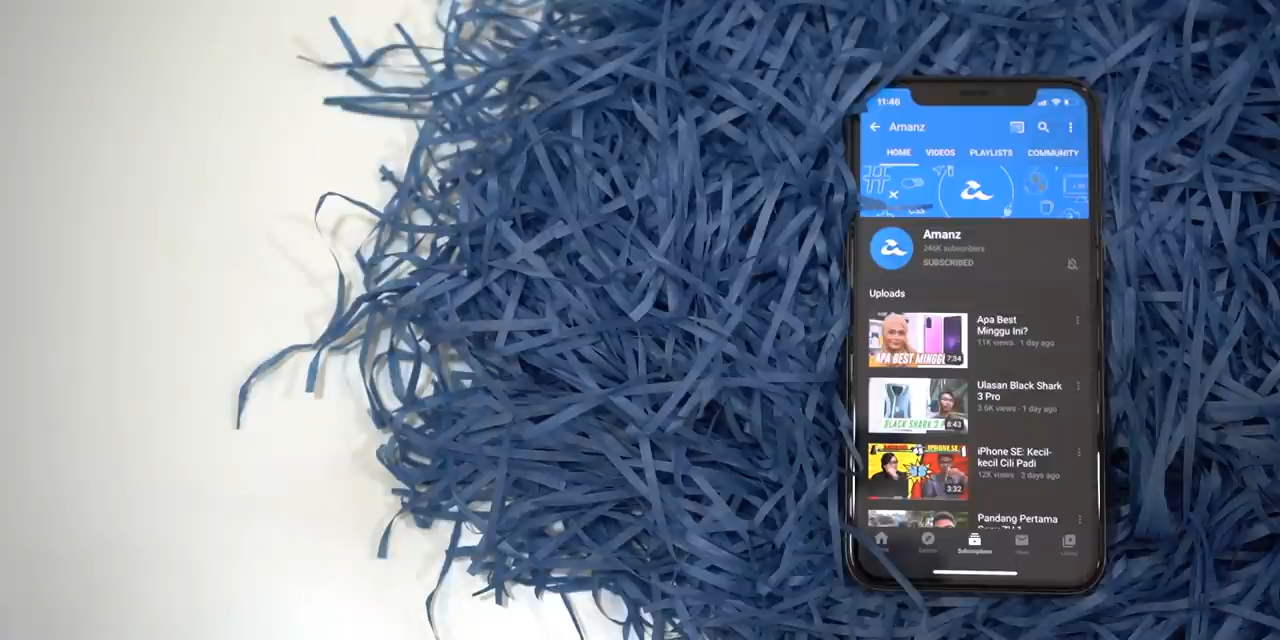 11:46
Amanz
HOME VIDEOS PLAYLISTS COMMUNITY
Amanz
246K subscribers
SUBSCRIBED
Uploads
APA BEST MINGGU
7:34
Apa Best
Minggu Ini?
11K views · 1 day ago
BLACK SHARK 3 P
8:43
Ulasan Black Shark
3 Pro
3.6K views · 1 day ago
IPHONE SE
3:32
iPhone SE: Kecil-
kecil Cili Padi
12K views · 3 days ago
Pandang Pertama
Subscriptions